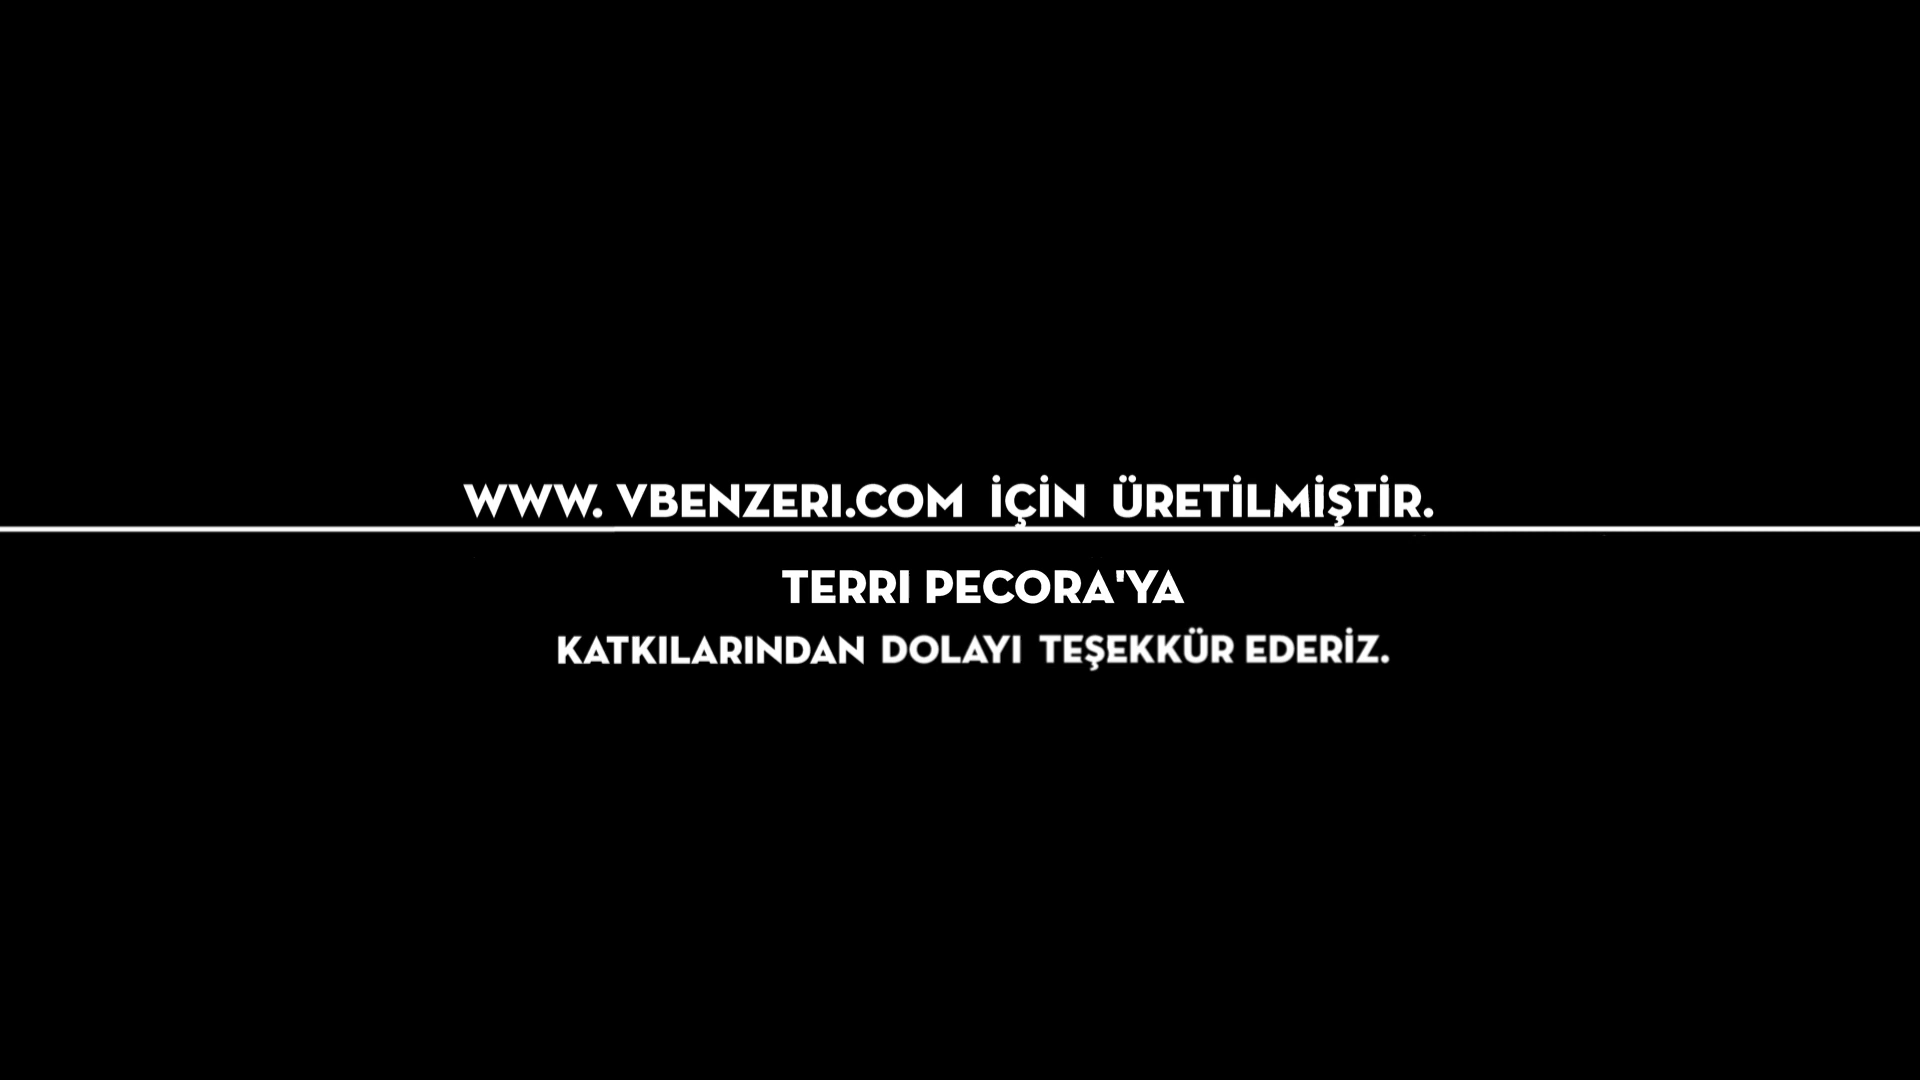 WWW. VBENZERI.COM İÇİN ÜRETİLMİŞTİR.
TERRI PECORA'YA
KATKILARINDAN DOLAYI TEŞEKKÜR EDERİZ.